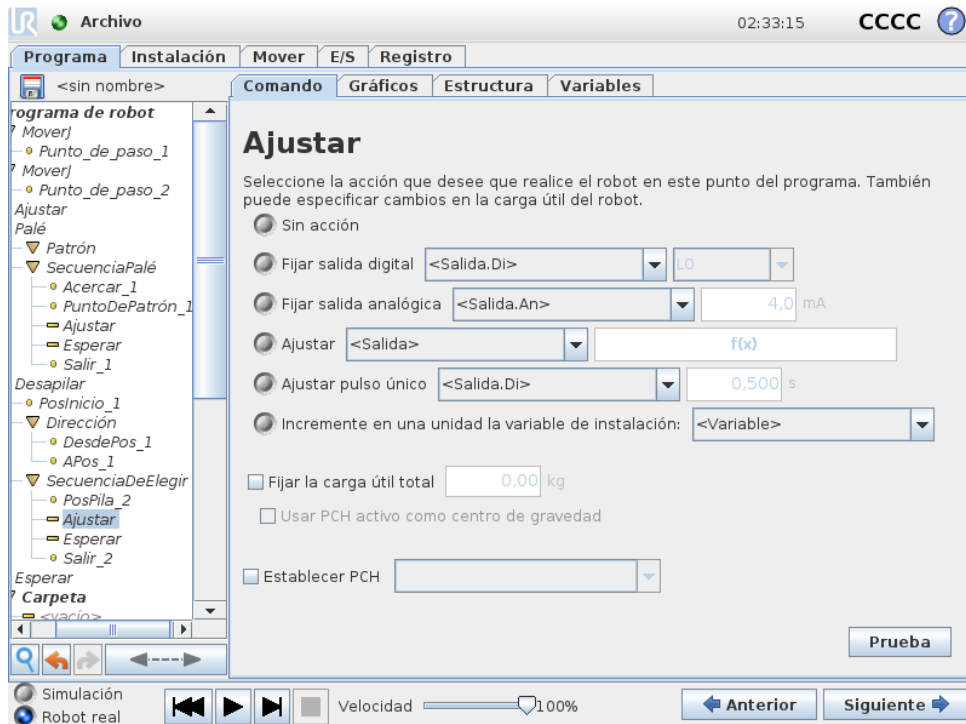 UR Archivo 02:33:15 CCCC ?
Programa Instalación Mover E/S Registro
<sin nombre>
Comando Gráficos Estructura Variables
rograma de robot
MoverJ
Punto_de_paso_1
MoverJ
Punto_de_paso_2
Ajustar
Palé
Patrón
SecuenciaPalé
Acercar_1
PuntoDePatrón_1
Ajustar
Esperar
Salir_1
Desapilar
PosInicio_1
Dirección
DesdePos_1
APos_1
SecuenciaDeElegir
PosPila_2
Ajustar
Esperar
Salir_2
Esperar
Carpeta
<vacío>
Ajustar
Seleccione la acción que desee que realice el robot en este punto del programa. También
puede especificar cambios en la carga útil del robot.
Sin acción
Fijar salida digital <Salida.Di> LO
Fijar salida analógica <Salida.An> 4,0 mA
Ajustar <Salida> f(x)
Ajustar pulso único <Salida.Di> 0,500 s
Incremente en una unidad la variable de instalación: <Variable>
Fijar la carga útil total 0,00 kg
Usar PCH activo como centro de gravedad
Establecer PCH
Prueba
Simulación
Robot real
Velocidad 100%
Anterior Siguiente